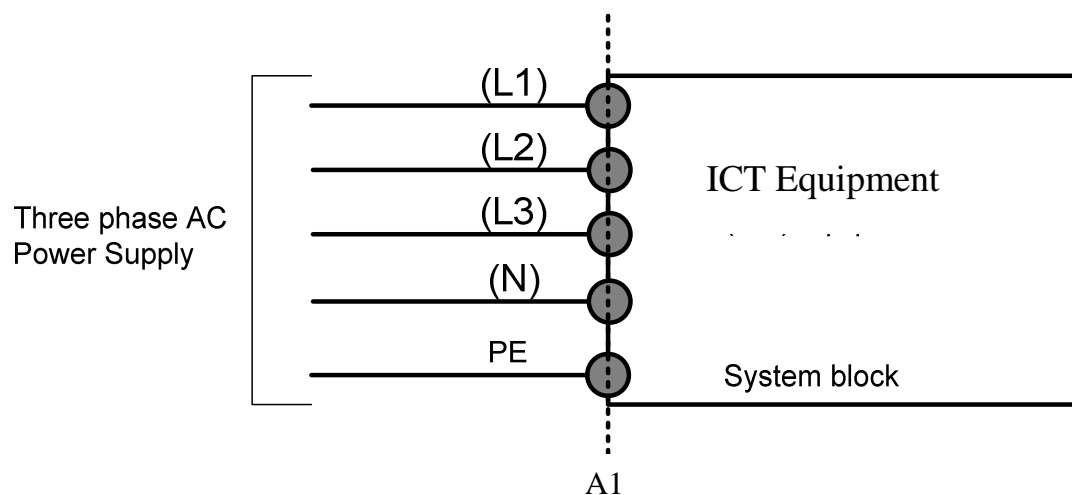 (L1)
(L2)
ICT Equipment
(L3)
Three phase AC
Power Supply
(N)
PE
System block
A1